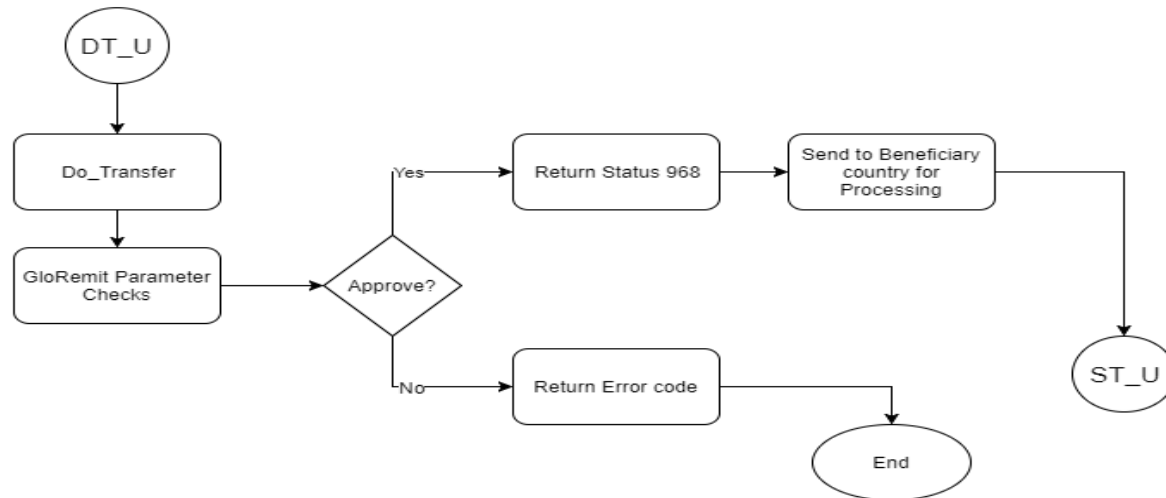 DT_U
Do_Transfer
GloRemit Parameter
Checks
Approve?
Yes
Return Status 968
Send to Beneficiary
country for
Processing
ST_U
No
Return Error code
End